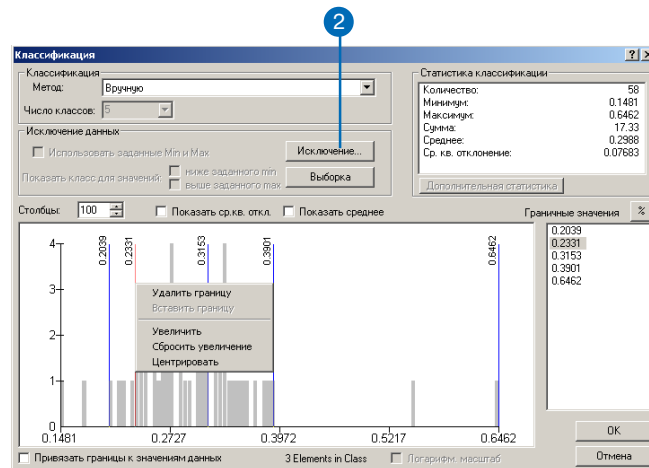 2
Классификация
Классификация
Метод: Вручную
Число классов: 5
Исключение данных
Использовать заданные Min и Max
Исключение...
Показать класс для значений: ниже заданного min
выше заданного max
Выборка
Статистика классификации
Количество: 58
Минимум: 0.1481
Максимум: 0.6462
Сумма: 17.33
Среднее: 0.2988
Ср. кв. отклонение: 0.07683
Дополнительная статистика
Столбцы: 100 Показать ср.кв. откл. Показать среднее
Граничные значения %
0.2039
0.2331
0.3153
0.3901
0.6462
0.2039 0.2331 0.3153 0.3901 0.6462
4
3
2
1
0
Удалить границу
Вставить границу
Увеличить
Сбросить увеличение
Центрировать
0.1481 0.2727 0.3972 0.5217 0.6462
OK
Привязать границы к значениям данных 3 Elements in Class Логарифм. масштаб
Отмена